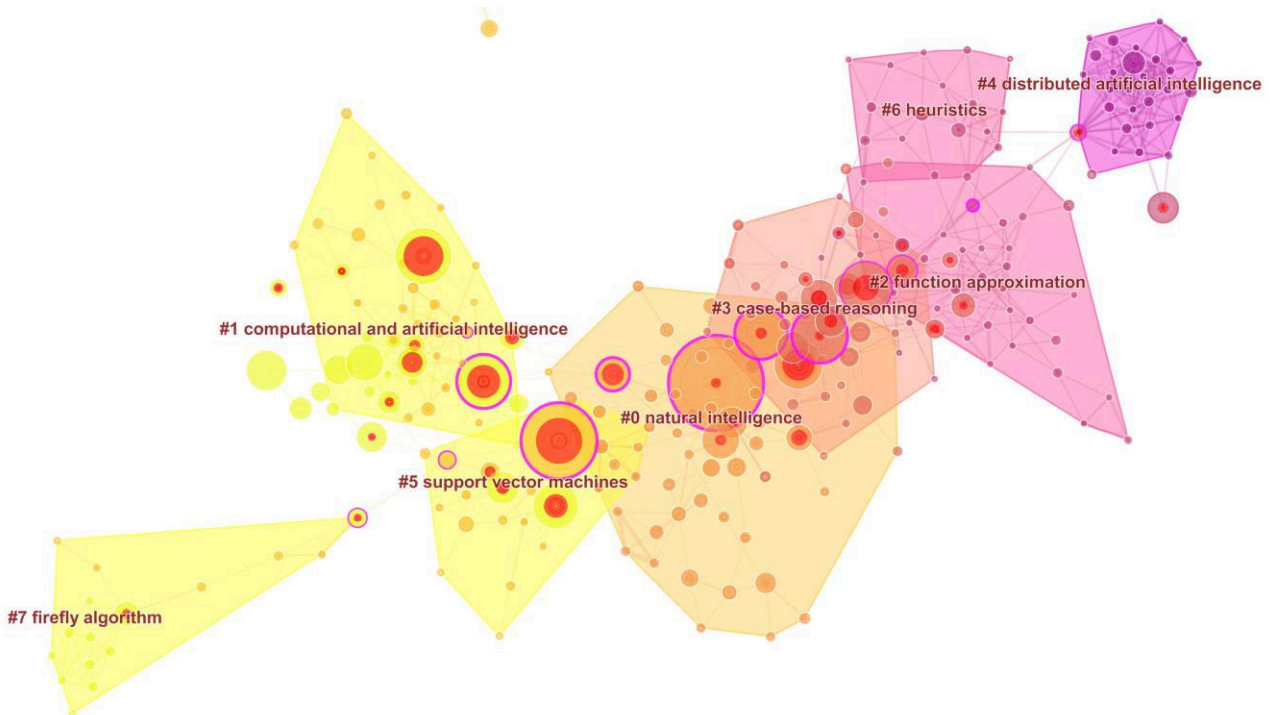 #4 distributed artificial intelligence
#6 heuristics
#2 function approximation
#3 case-based reasoning
#1 computational and artificial intelligence
#0 natural intelligence
#5 support vector machines
#7 firefly algorithm